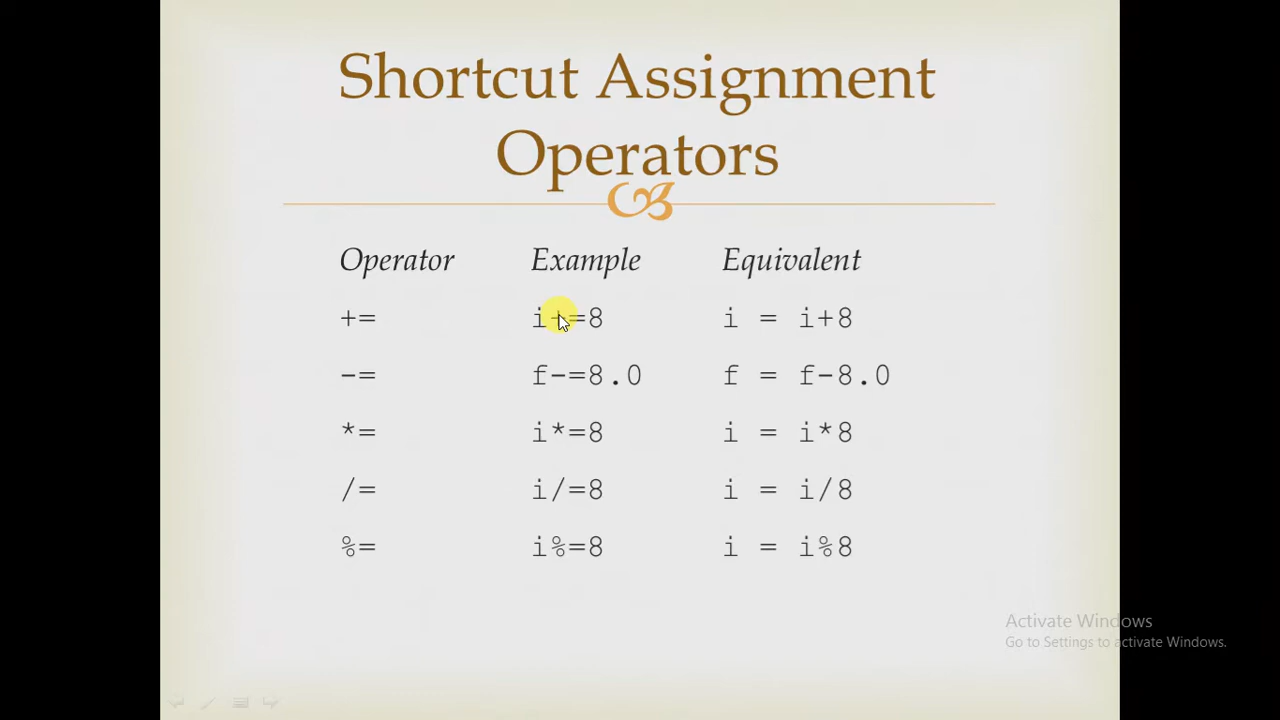 Shortcut Assignment
Operators
Operator Example Equivalent
+= i+=8 i = i+8
-= f-=8.0 f = f-8.0
*= i*=8 i = i*8
/= i/=8 i = i/8
%= i%=8 i = i%8
Activate Windows
Go to Settings to activate Windows.